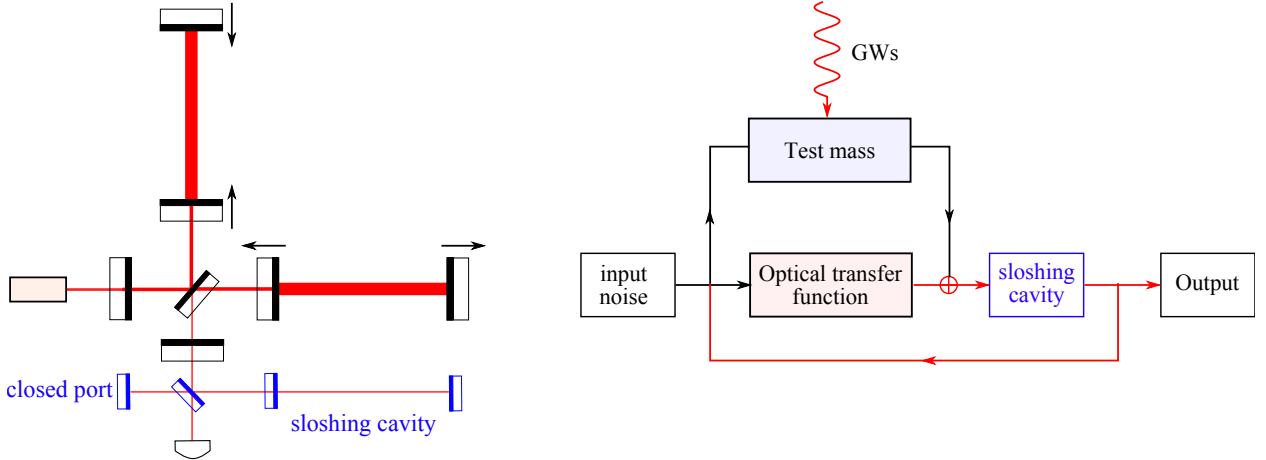 closed port
sloshing cavity
GWs
Test mass
input
noise
Optical transfer
function
sloshing
cavity
Output